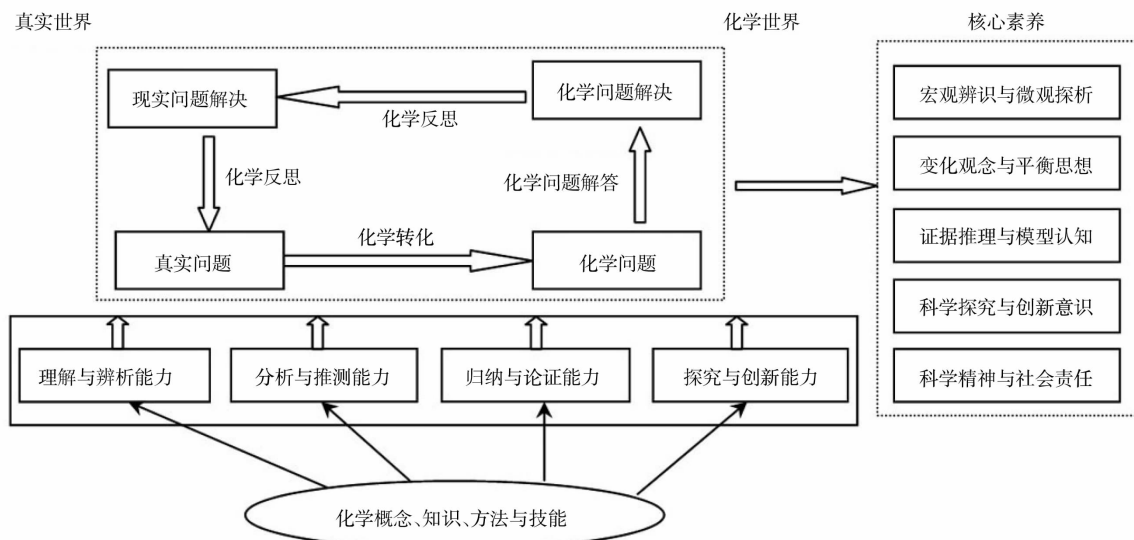 真实世界
化学世界
核心素养
现实问题解决
化学反思
化学问题解决
化学反思
化学问题解答
真实问题
化学转化
化学问题
宏观辨识与微观探析
变化观念与平衡思想
证据推理与模型认知
科学探究与创新意识
科学精神与社会责任
理解与辨析能力
分析与推测能力
归纳与论证能力
探究与创新能力
化学概念、知识、方法与技能